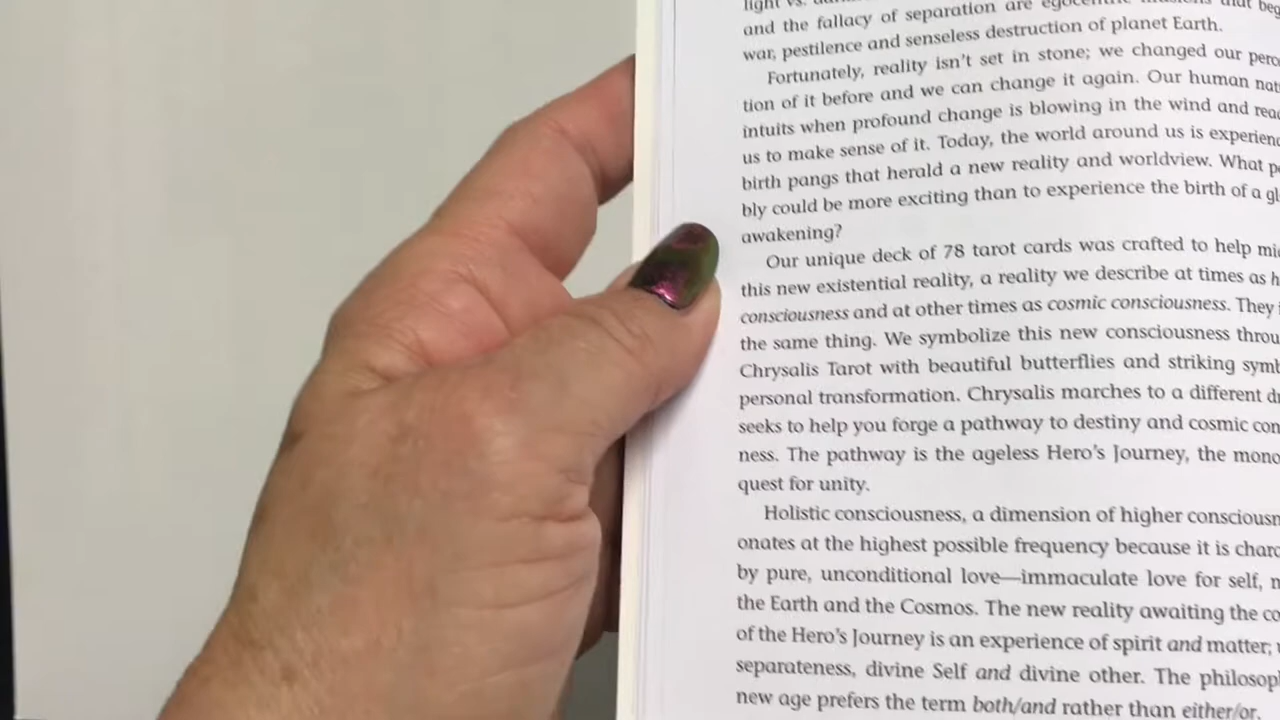 light vs.
and the fallacy of separation are egocentric illusions that
war, pestilence and senseless destruction of planet Earth.
Fortunately, reality isn't set in stone; we changed our
tion of it before and we can change it again. Our human
intuits when profound change is blowing in the wind and
us to make sense of it. Today, the world around us is
birth pangs that herald a new reality and worldview. What
bly could be more exciting than to experience the birth of a
awakening?
Our unique deck of 78 tarot cards was crafted to help
this new existential reality, a reality we describe at times as
consciousness and at other times as cosmic consciousness. They
the same thing. We symbolize this new consciousness
Chrysalis Tarot with beautiful butterflies and striking
personal transformation. Chrysalis marches to a different
seeks to help you forge a pathway to destiny and cosmic con
ness. The pathway is the ageless Hero's Journey, the
quest for unity.
Holistic consciousness, a dimension of higher
onates at the highest possible frequency because it is
by pure, unconditional love—immaculate love for self,
the Earth and the Cosmos. The new reality awaiting the
of the Hero's Journey is an experience of spirit and matter;
separateness, divine Self and divine other. The
new age prefers the term both/and rather than either/or.